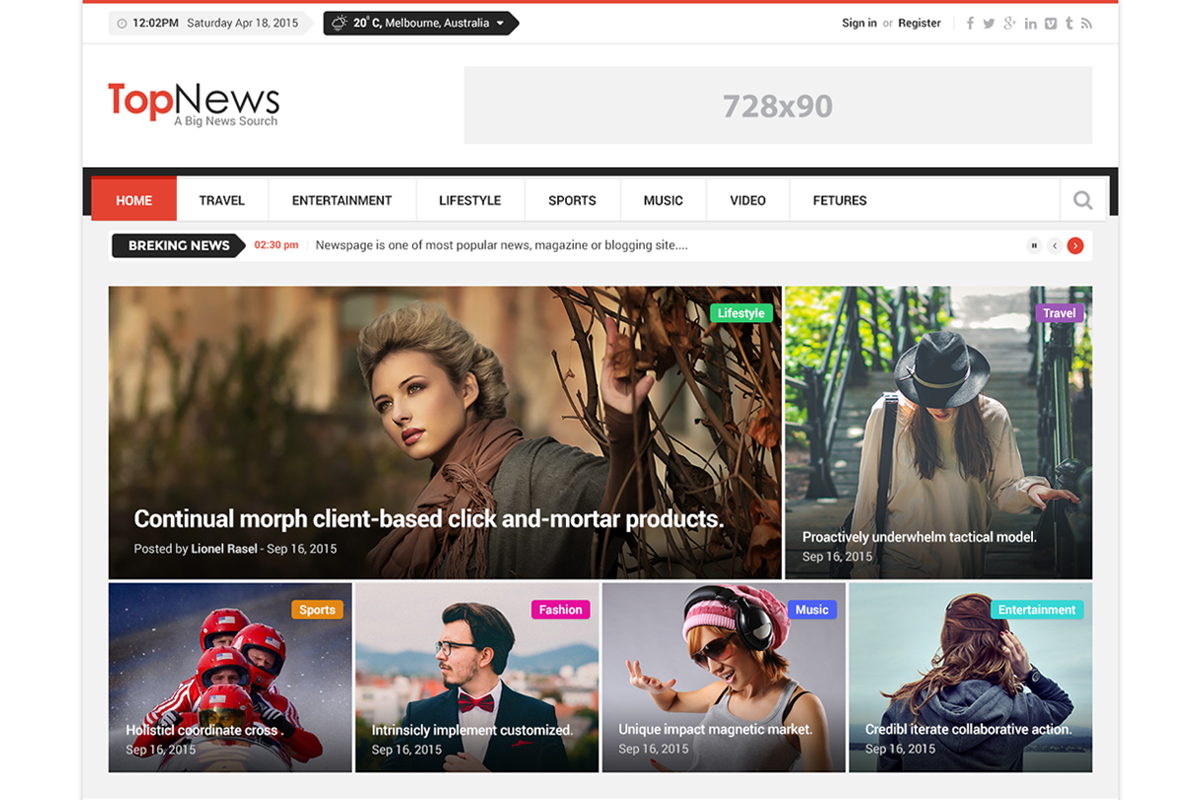 12:02PM Saturday Apr 18, 2015
20° C, Melbourne, Australia
Sign in or Register
TopNews
A Big News Sourch
728x90
HOME TRAVEL ENTERTAINMENT LIFESTYLE SPORTS MUSIC VIDEO FETURES
BREKING NEWS 02:30 pm Newspage is one of most popular news, magazine or blogging site....
Lifestyle
Continual morph client-based click and-mortar products.
Posted by Lionel Rasel - Sep 16, 2015
Travel
Proactively underwhelm tactical model.
Sep 16, 2015
Sports
Holisticl coordinate cross .
Sep 16, 2015
Fashion
Intrinsicly implement customized.
Sep 16, 2015
Music
Unique impact magnetic market.
Sep 16, 2015
Entertainment
Credibl iterate collaborative action.
Sep 16, 2015